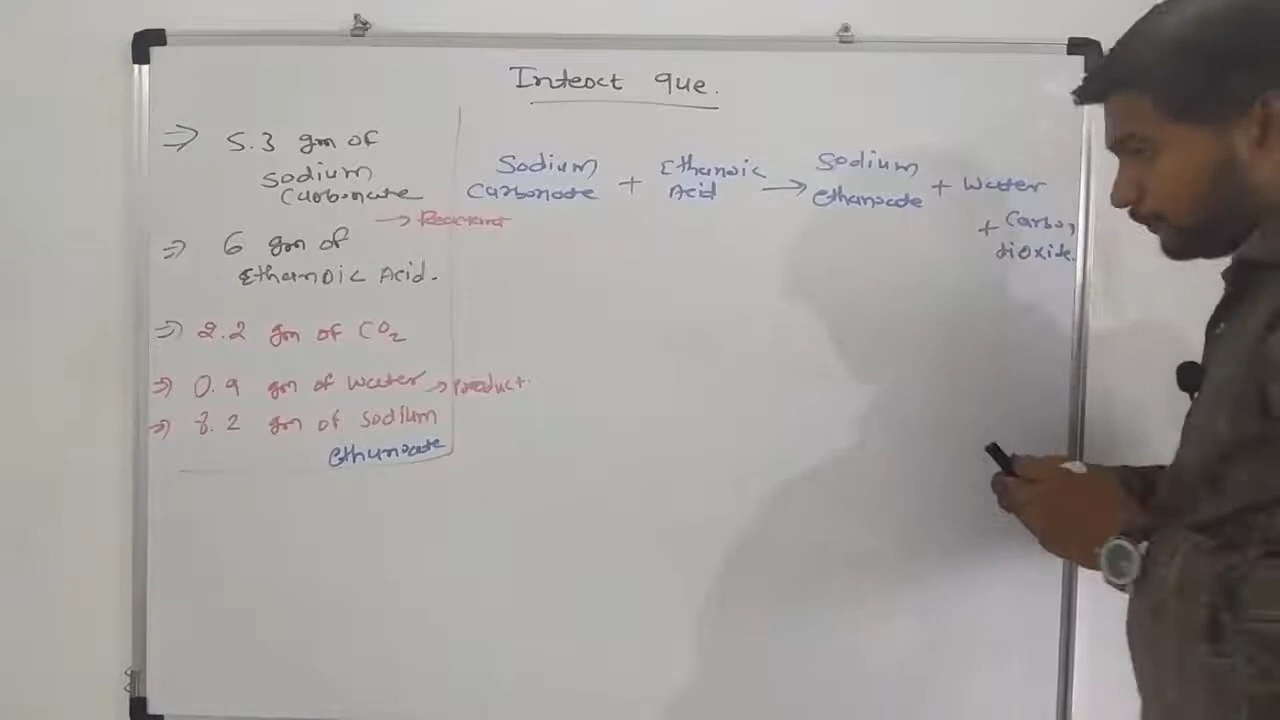 Inteoct que.
⇒ 5.3 gm of
sodium
Carbonate
→ Reactant
⇒ 6 gm of
Ethanoic Acid.
⇒ 2.2 gm of CO2
⇒ 0.9 gm of water → product.
⇒ 8.2 gm of sodium
ethanoate
Sodium Carbonate + Ethanoic Acid → Sodium ethanoate + Water
+ Carbon
dioxide.